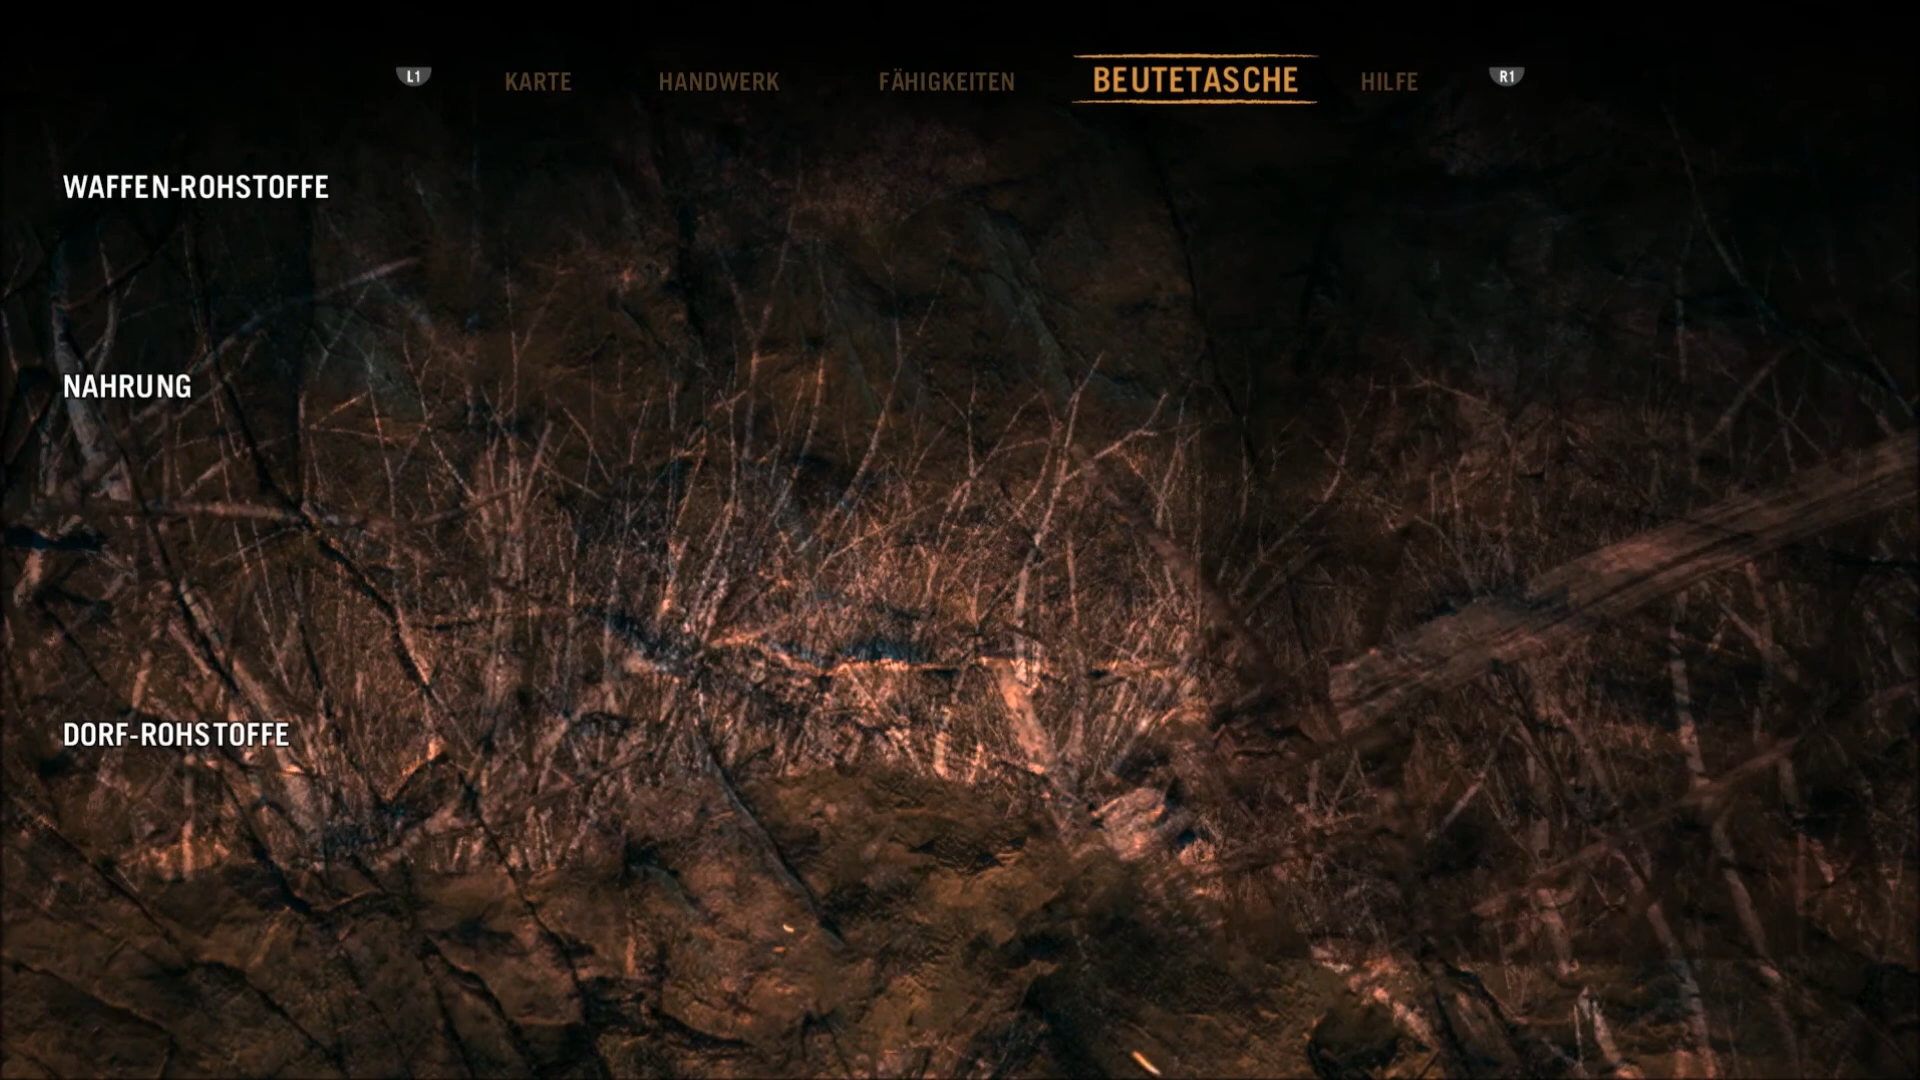 L1 KARTE HANDWERK FÄHIGKEITEN BEUTETASCHE HILFE R1
WAFFEN-ROHSTOFFE
NAHRUNG
DORF-ROHSTOFFE